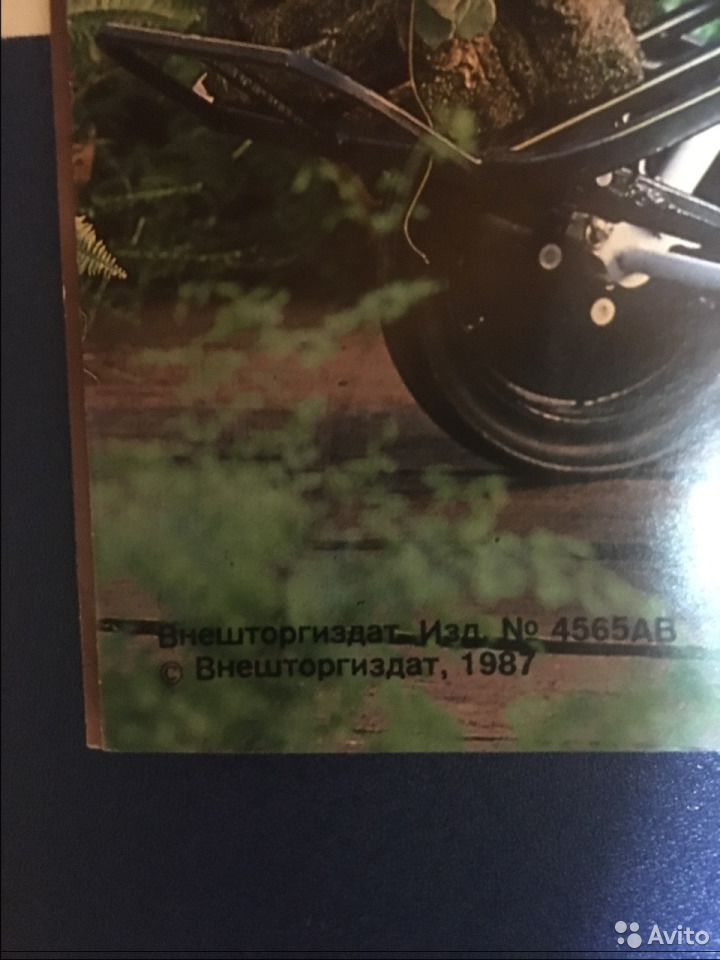 Внешторгиздат. Изд. № 4565АВ
© Внешторгиздат, 1987
Avito